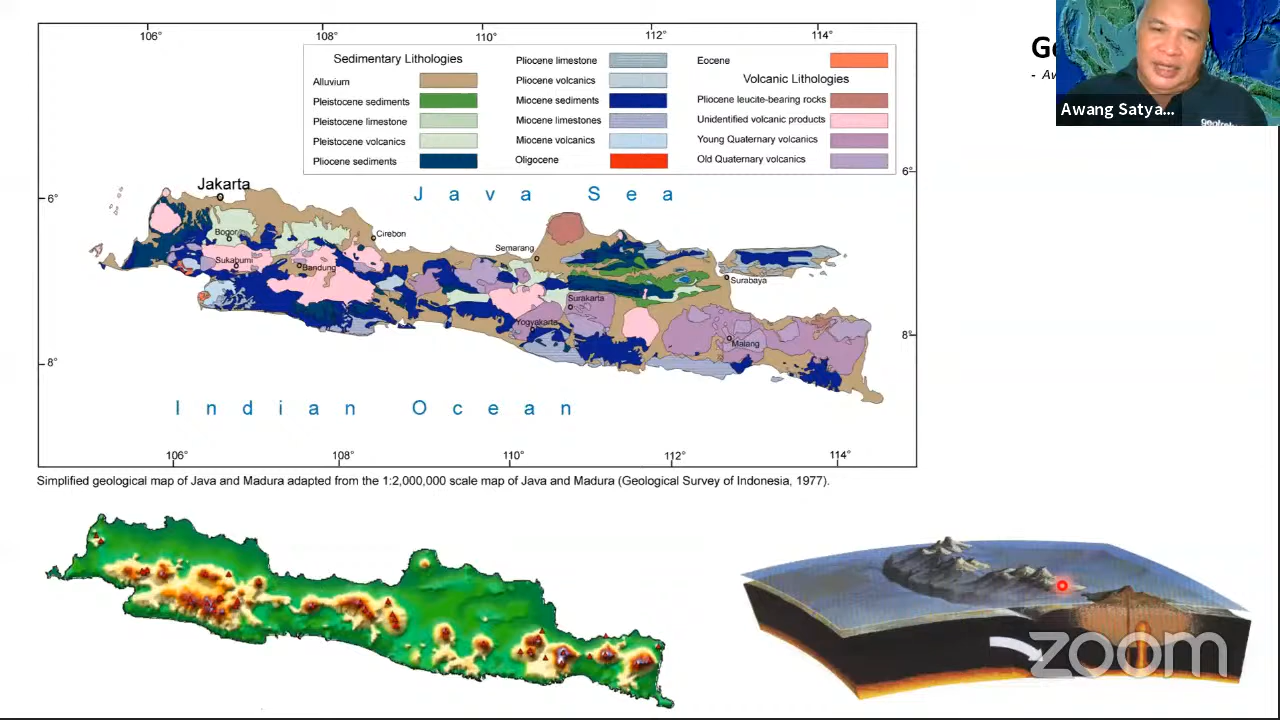 106°
108°
110°
112°
114°
Sedimentary Lithologies
Alluvium
Pleistocene sediments
Pleistocene limestone
Pleistocene volcanics
Pliocene sediments
Pliocene limestone
Pliocene volcanics
Miocene sediments
Miocene limestones
Miocene volcanics
Oligocene
Eocene
Volcanic Lithologies
Pliocene leucite-bearing rocks
Unidentified volcanic products
Young Quaternary volcanics
Old Quaternary volcanics
Awang Satya...
6°
6°
Java Sea
Jakarta
Bogor
Cirebon
Semarang
Sukabumi
Bandung
Surabaya
Surakarta
Yogyakarta
Malang
8°
8°
Indian Ocean
106°
108°
110°
112°
114°
Simplified geological map of Java and Madura adapted from the 1:2,000,000 scale map of Java and Madura (Geological Survey of Indonesia, 1977).
zoom